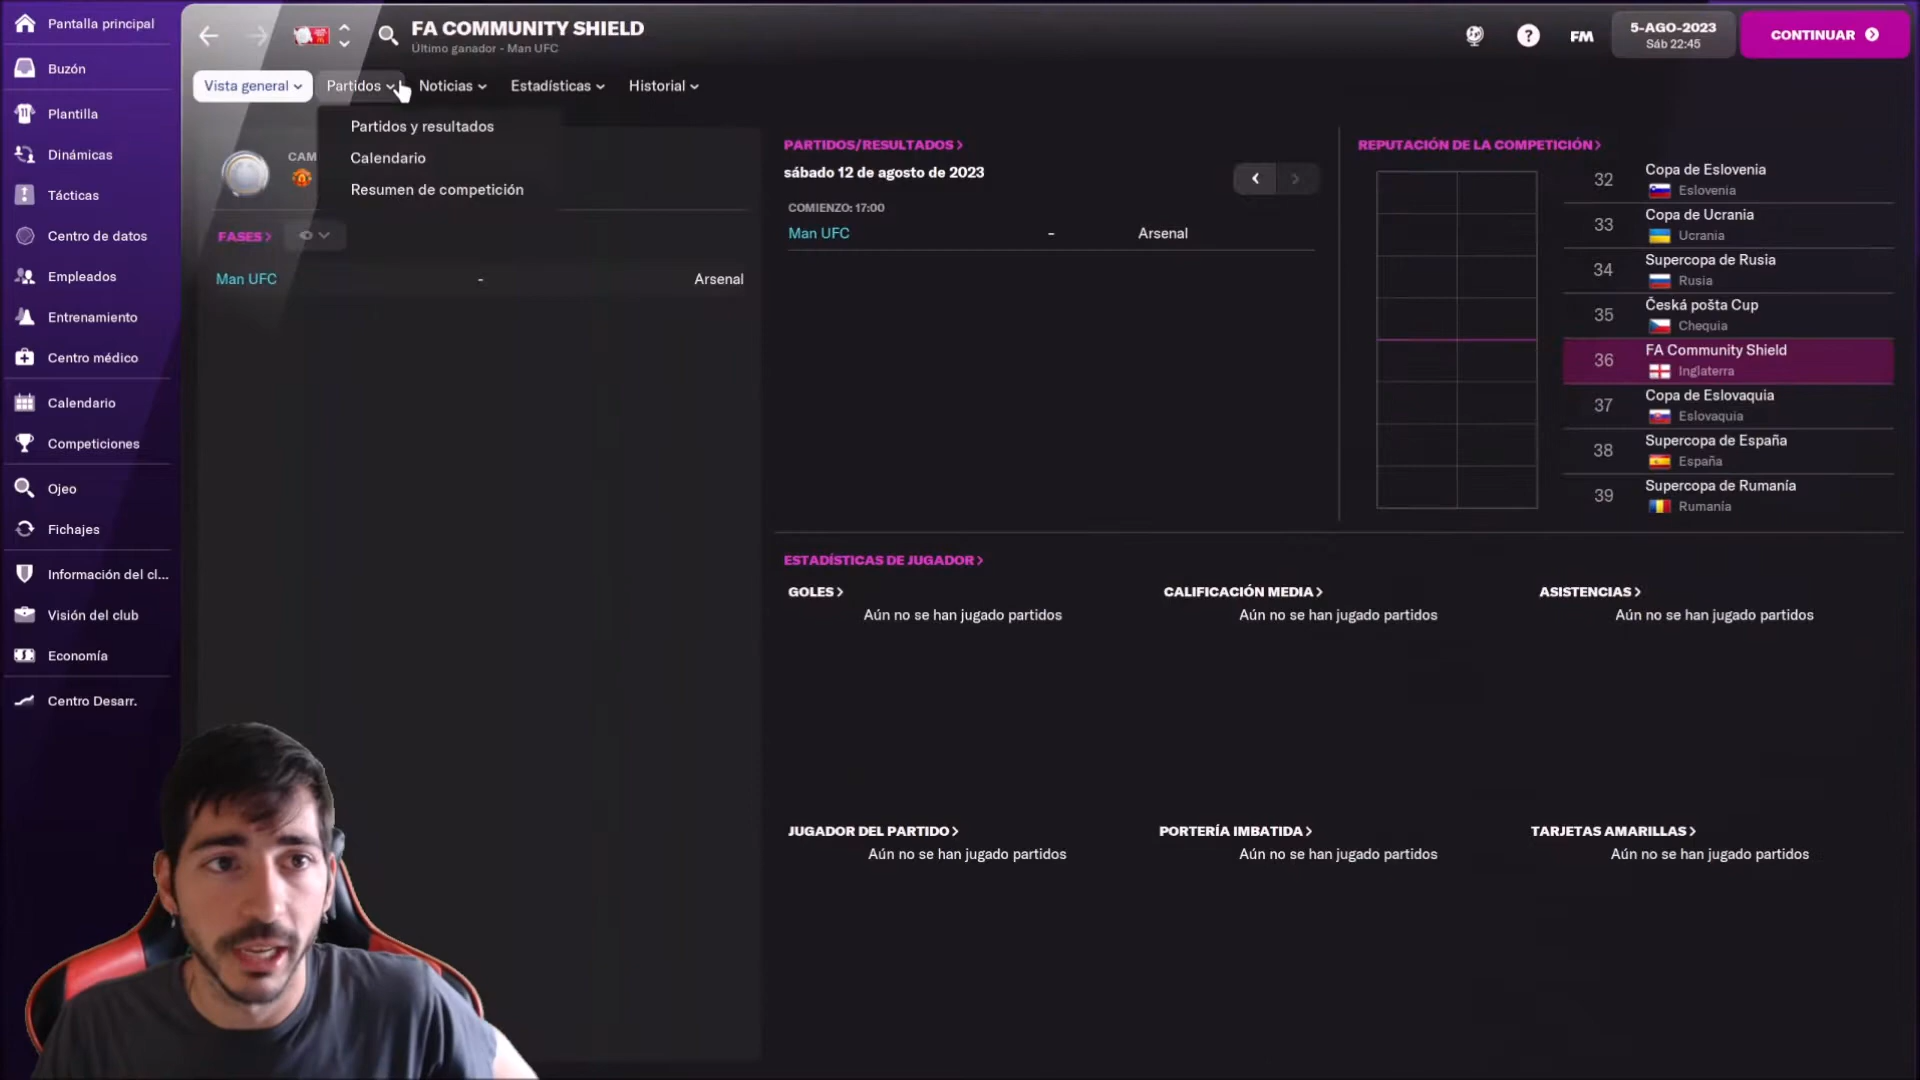 Pantalla principal
Buzón
Plantilla
Dinámicas
Tácticas
Centro de datos
Empleados
Entrenamiento
Centro médico
Calendario
Competiciones
Ojeo
Fichajes
Información del cl...
Visión del club
Economía
Centro Desarr.
FA COMMUNITY SHIELD
Último ganador - Man UFC
FM
5-AGO-2023
Sáb 22:45
CONTINUAR
Vista general
Partidos
Noticias
Estadísticas
Historial
Partidos y resultados
Calendario
Resumen de competición
CAM
FASES
Man UFC - Arsenal
PARTIDOS/RESULTADOS
sábado 12 de agosto de 2023
COMIENZO: 17:00
Man UFC - Arsenal
REPUTACIÓN DE LA COMPETICIÓN
32 Copa de Eslovenia
Eslovenia
33 Copa de Ucrania
Ucrania
34 Supercopa de Rusia
Rusia
35 Česká pošta Cup
Chequia
36 FA Community Shield
Inglaterra
37 Copa de Eslovaquia
Eslovaquia
38 Supercopa de España
España
39 Supercopa de Rumanía
Rumanía
ESTADÍSTICAS DE JUGADOR
GOLES
Aún no se han jugado partidos
CALIFICACIÓN MEDIA
Aún no se han jugado partidos
ASISTENCIAS
Aún no se han jugado partidos
JUGADOR DEL PARTIDO
Aún no se han jugado partidos
PORTERÍA IMBATIDA
Aún no se han jugado partidos
TARJETAS AMARILLAS
Aún no se han jugado partidos